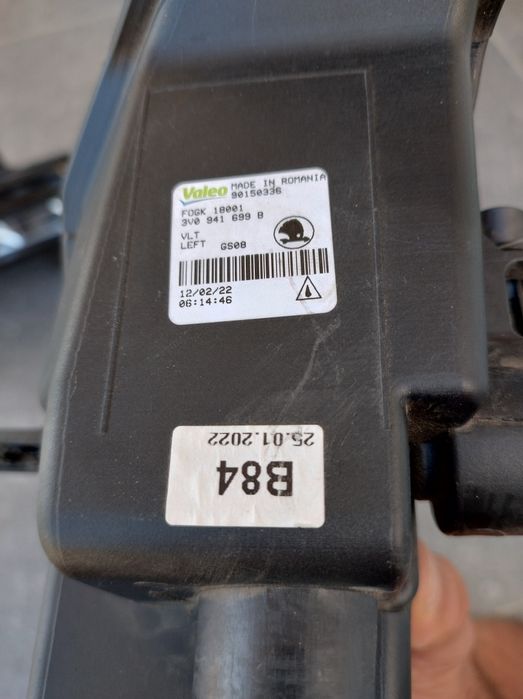 Valeo MADE IN ROMANIA
90150336
FOGK 18001
3V0 941 699 B
VLT
LEFT GS08
12/02/22
06:14:46
25.01.2022
B84